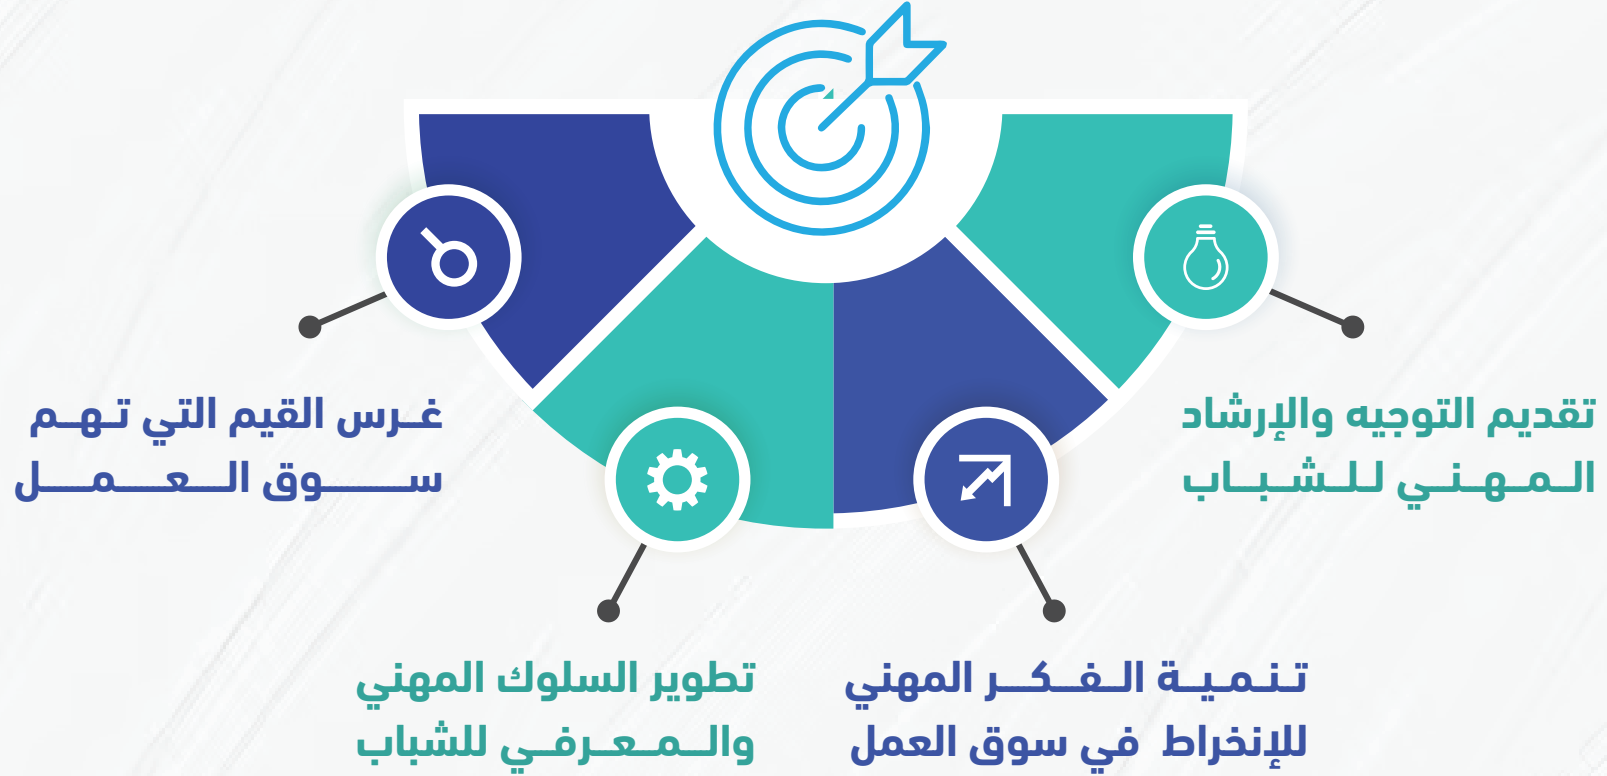 تقديم التوجيه والإرشاد
المهني للشباب
تنمية الفكر المهني
للإنخراط في سوق العمل
تطوير السلوك المهني
والمعرفي للشباب
غرس القيم التي تهم
سوق العمل